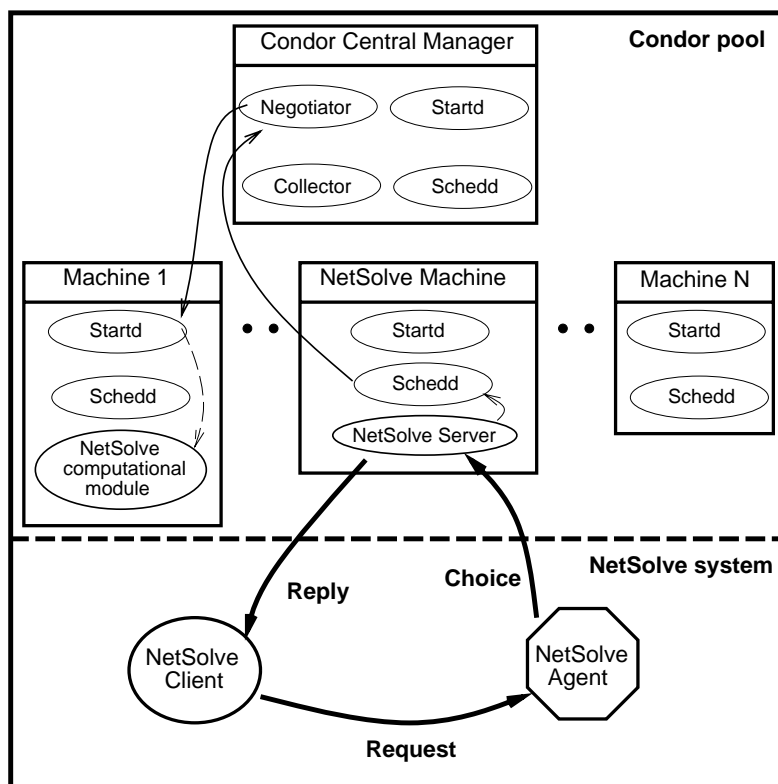 Condor Central Manager
Condor pool
Negotiator
Startd
Collector
Schedd
Machine 1
NetSolve Machine
Machine N
Startd
Startd
Startd
Schedd
Schedd
Schedd
NetSolve Server
NetSolve
computational
module
NetSolve system
Reply
Choice
NetSolve
Client
NetSolve
Agent
Request